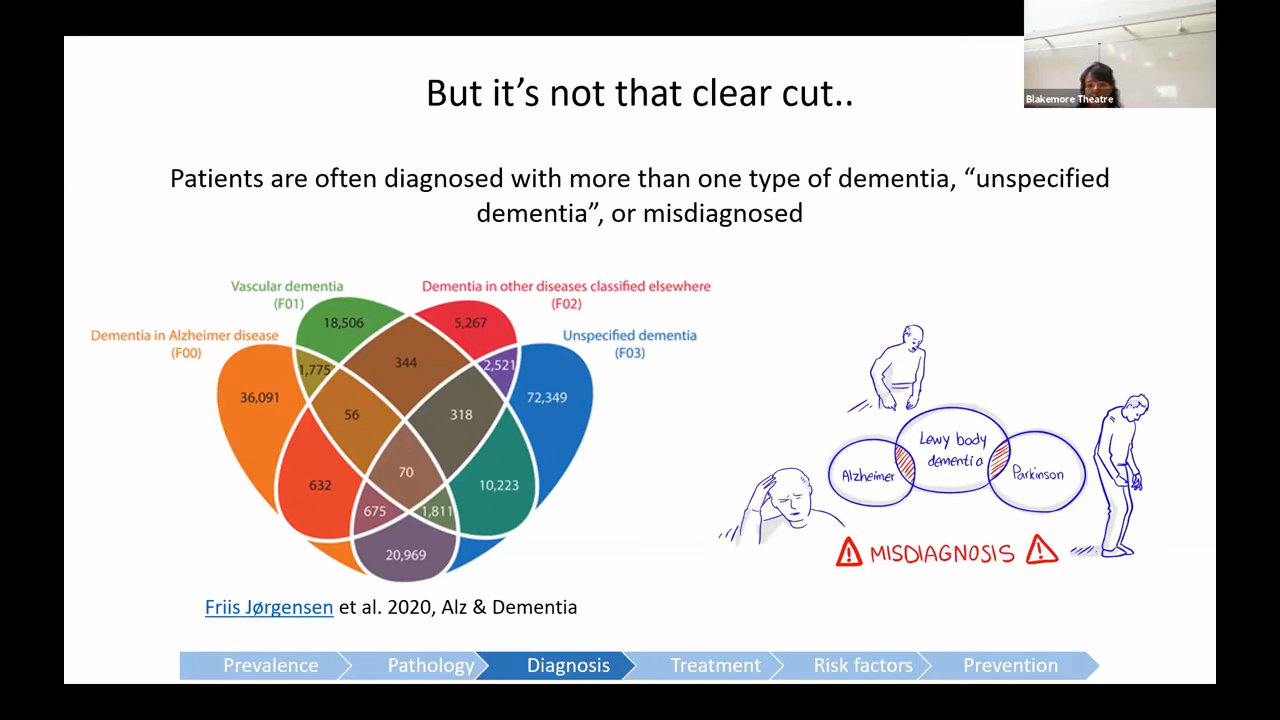 But it's not that clear cut..
Blakemore Theatre
Patients are often diagnosed with more than one type of dementia, “unspecified
dementia”, or misdiagnosed
Vascular dementia
(F01)
Dementia in other diseases classified elsewhere
(F02)
Dementia in Alzheimer disease
(F00)
Unspecified dementia
(F03)
18,506
5,267
1,775
344
2,521
36,091
72,349
56
318
70
632
10,223
675
1,811
20,969
Lewy body
dementia
Alzheimer
Parkinson
MISDIAGNOSIS
Friis Jørgensen et al. 2020, Alz & Dementia
Prevalence
Pathology
Diagnosis
Treatment
Risk factors
Prevention